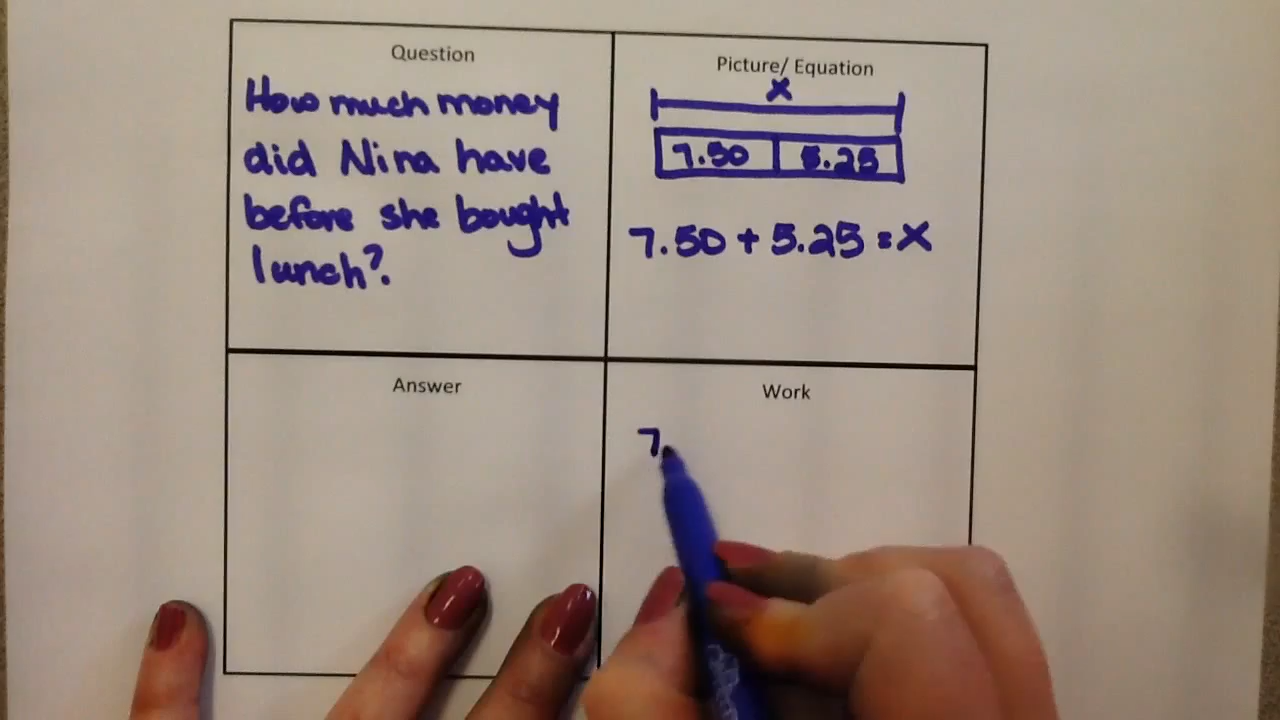 Question
How much money
did Nina have
before she bought
lunch?
Picture/ Equation
x
7.50 5.25
7.50 + 5.25 = x
Answer
Work
7.